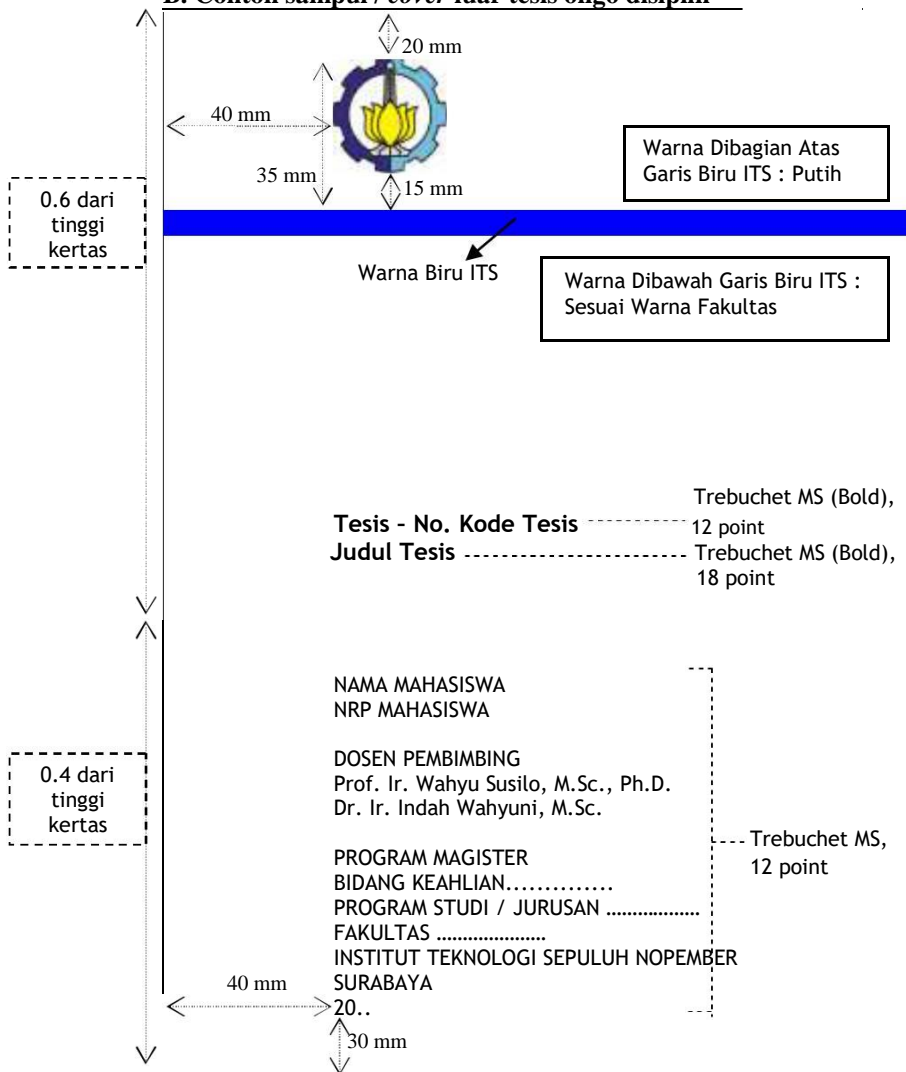 20 mm
40 mm
35 mm
15 mm
0.6 dari
tinggi
kertas
Warna Dibagian Atas
Garis Biru ITS : Putih
Warna Biru ITS
Warna Dibawah Garis Biru ITS :
Sesuai Warna Fakultas
Tesis – No. Kode Tesis
Trebuchet MS (Bold),
12 point
Judul Tesis
Trebuchet MS (Bold),
18 point
0.4 dari
tinggi
kertas
NAMA MAHASISWA
NRP MAHASISWA
DOSEN PEMBIMBING
Prof. Ir. Wahyu Susilo, M.Sc., Ph.D.
Dr. Ir. Indah Wahyuni, M.Sc.
PROGRAM MAGISTER
BIDANG KEAHLIAN..............
PROGRAM STUDI / JURUSAN ..................
FAKULTAS .....................
INSTITUT TEKNOLOGI SEPULUH NOPEMBER
SURABAYA
20..
Trebuchet MS,
12 point
40 mm
30 mm